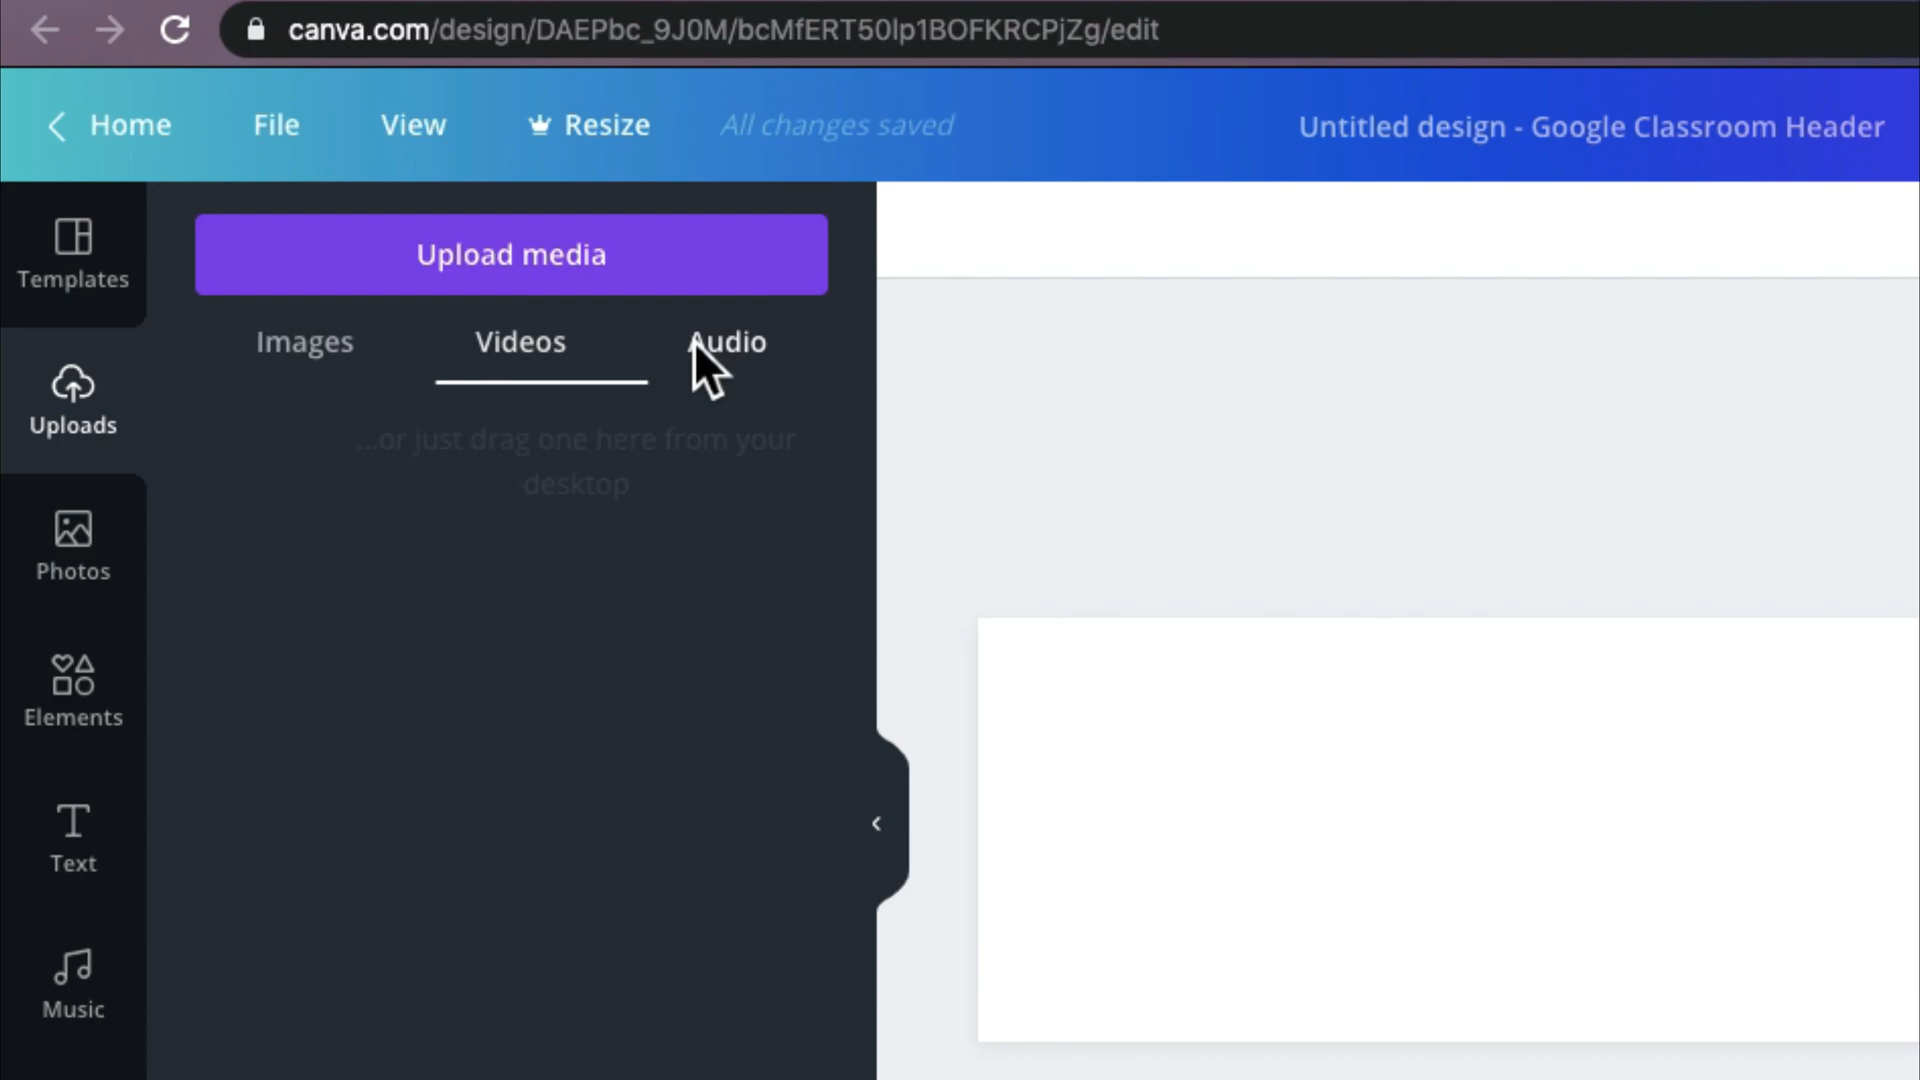 canva.com/design/DAEPbc_9J0M/bcMfERT50lp1BOFKRCPjZg/edit
Home File View Resize All changes saved Untitled design - Google Classroom Header
Templates
Uploads
Photos
Elements
Text
Music
Upload media
Images Videos Audio
...or just drag one here from your
desktop